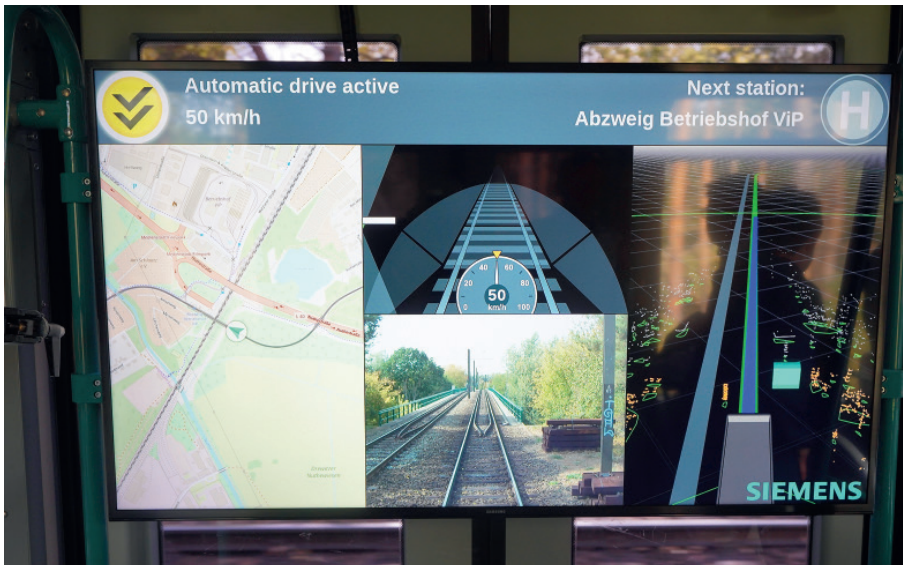 Automatic drive active
50 km/h
Next station:
Abzweig Betriebshof ViP
H
40 60
20 80
50
0 km/h 100
P
SIEMENS
SAMSUNG